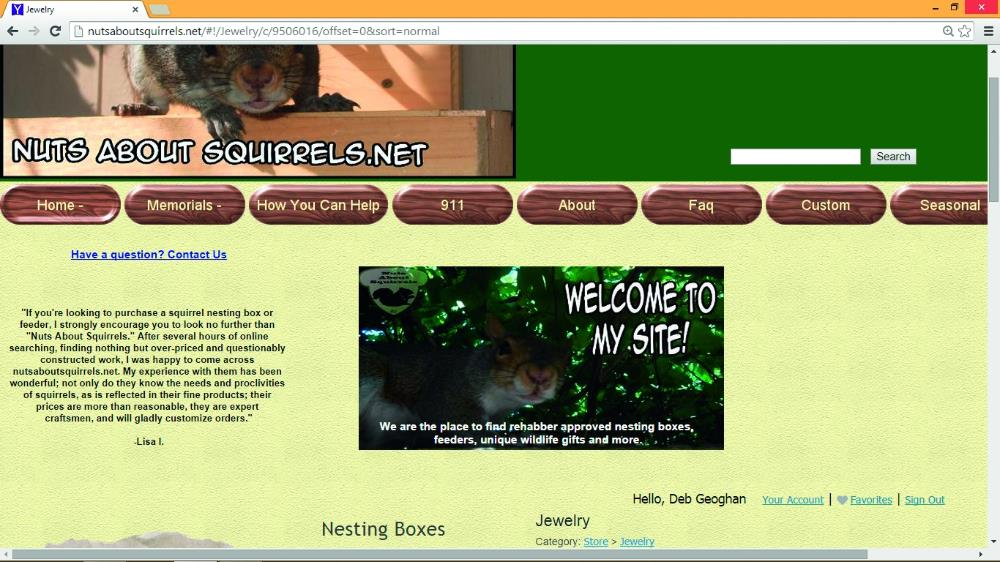 Jewelry
nutsaboutsquirrels.net/#!/Jewelry/c/9506016/offset=0&sort=normal
NUTS ABOUT SQUIRRELS.NET
Search
Home -
Memorials -
How You Can Help
911
About
Faq
Custom
Seasonal
Have a question? Contact Us
"If you're looking to purchase a squirrel nesting box or
feeder, I strongly encourage you to look no further than
"Nuts About Squirrels." After several hours of online
searching, finding nothing but over-priced and questionably
constructed work, I was happy to come across
nutsaboutsquirrels.net. My experience with them has been
wonderful; not only do they know the needs and proclivities
of squirrels, as is reflected in their fine products; their
prices are more than reasonable, they are expert
craftsmen, and will gladly customize orders."
-Lisa I.
Nuts
About
Squirrels
WELCOME TO
MY SITE!
We are the place to find rehabber approved nesting boxes,
feeders, unique wildlife gifts and more.
Hello, Deb Geoghan
Your Account | Favorites | Sign Out
Nesting Boxes
Jewelry
Category: Store > Jewelry